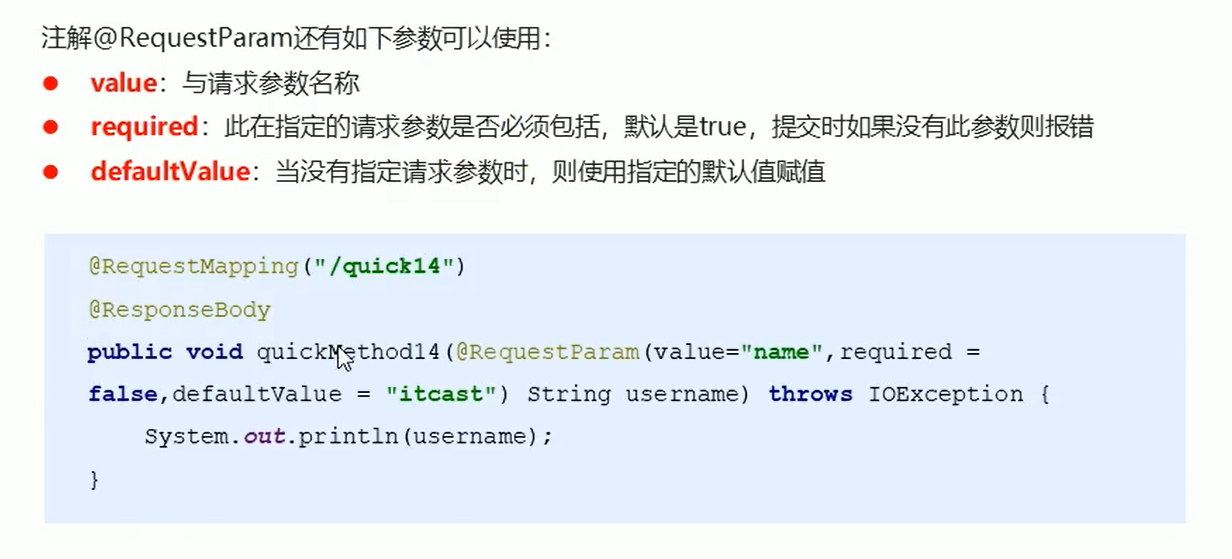 注解@RequestParam还有如下参数可以使用：
● value：与请求参数名称
● required：此在指定的请求参数是否必须包括，默认是true，提交时如果没有此参数则报错
● defaultValue：当没有指定请求参数时，则使用指定的默认值赋值
@RequestMapping("/quick14")
@ResponseBody
public void quickMethod14(@RequestParam(value="name",required =
false,defaultValue = "itcast") String username) throws IOException {
    System.out.println(username);
}